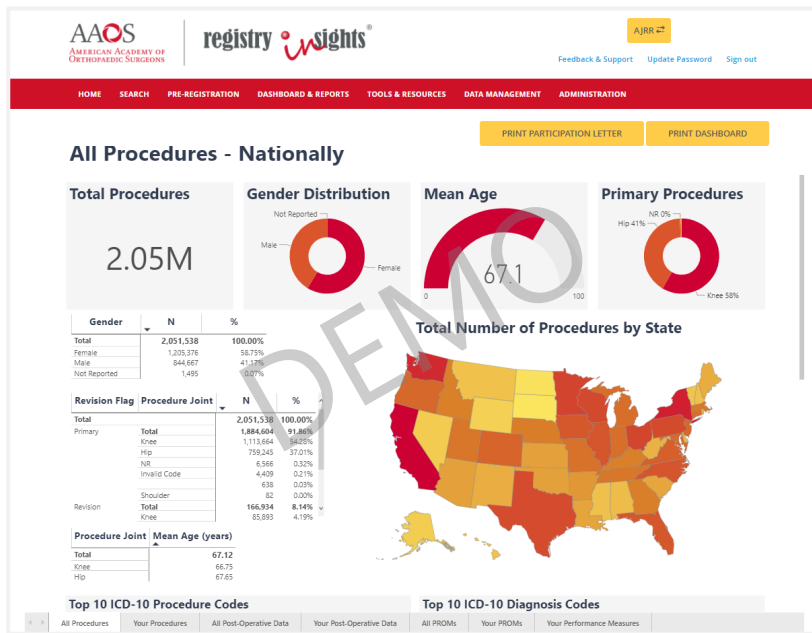 AAOS
AMERICAN ACADEMY OF
ORTHOPAEDIC SURGEONS
registry insights®
AJRR
Feedback & Support Update Password Sign out
HOME SEARCH PRE-REGISTRATION DASHBOARD & REPORTS TOOLS & RESOURCES DATA MANAGEMENT ADMINISTRATION
PRINT PARTICIPATION LETTER PRINT DASHBOARD
All Procedures - Nationally
Total Procedures
2.05M
Gender Distribution
Not Reported
Male
Female
Mean Age
67.1
0 100
Primary Procedures
NR 0%
Hip 41%
Knee 58%
DEMO
Gender N %
Total 2,051,538 100.00%
Female 1,205,376 58.75%
Male 844,667 41.17%
Not Reported 1,495 0.07%
Revision Flag Procedure Joint N %
Total 2,051,538 100.00%
Primary Total 1,884,604 91.86%
Knee 1,113,664 54.28%
Hip 759,245 37.01%
NR 6,566 0.32%
Invalid Code 4,409 0.21%
638 0.03%
Shoulder 82 0.00%
Revision Total 166,934 8.14%
Knee 85,893 4.19%
Procedure Joint Mean Age (years)
Total 67.12
Knee 66.75
Hip 67.65
Total Number of Procedures by State
Top 10 ICD-10 Procedure Codes
Top 10 ICD-10 Diagnosis Codes
All Procedures Your Procedures All Post-Operative Data Your Post-Operative Data All PROMs Your PROMs Your Performance Measures